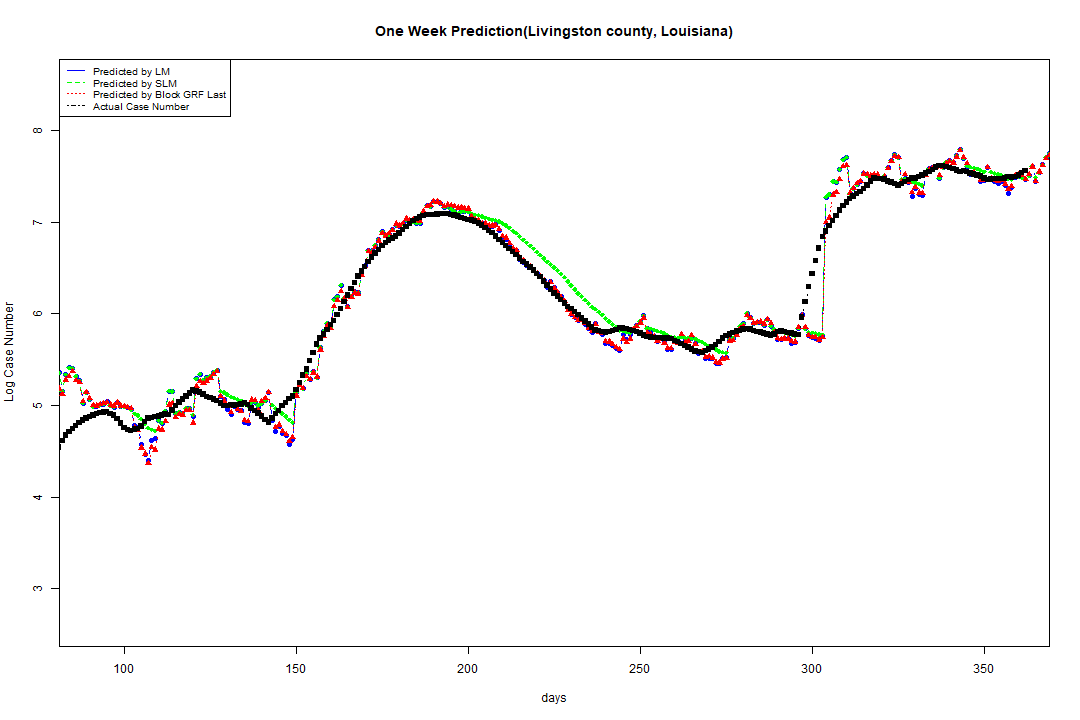 One Week Prediction(Livingston county, Louisiana)
Predicted by LM
Predicted by SLM
Predicted by Block GRF Last
Actual Case Number
8
7
6
5
4
3
Log Case Number
100 150 200 250 300 350
days